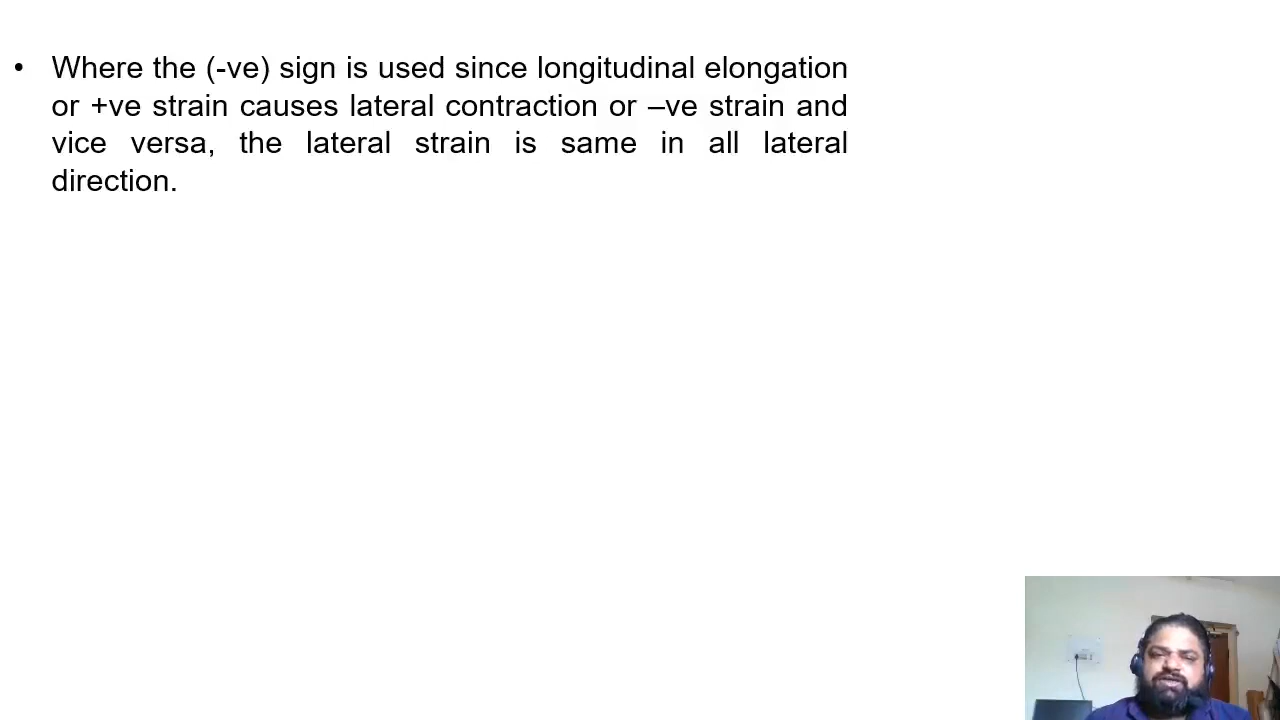 • Where the (-ve) sign is used since longitudinal elongation
or +ve strain causes lateral contraction or –ve strain and
vice versa, the lateral strain is same in all lateral
direction.